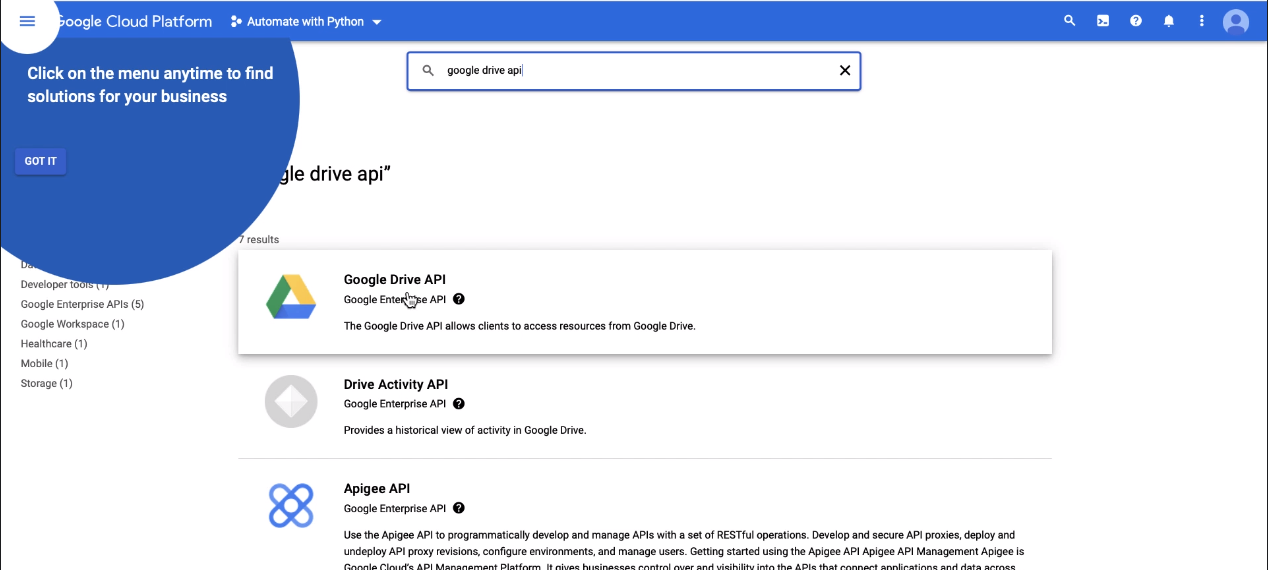 Google Cloud Platform
Automate with Python
google drive api
Click on the menu anytime to find
solutions for your business
GOT IT
gle drive api”
7 results
Developer tools (1)
Google Enterprise APIs (5)
Google Workspace (1)
Healthcare (1)
Mobile (1)
Storage (1)
Google Drive API
Google Enterprise API
The Google Drive API allows clients to access resources from Google Drive.
Drive Activity API
Google Enterprise API
Provides a historical view of activity in Google Drive.
Apigee API
Google Enterprise API
Use the Apigee API to programmatically develop and manage APIs with a set of RESTful operations. Develop and secure API proxies, deploy and
undeploy API proxy revisions, configure environments, and manage users. Getting started using the Apigee API Apigee API Management Apigee is
Google Cloud's API Management Platform. It gives businesses control over and visibility into the APIs that connect applications and data across